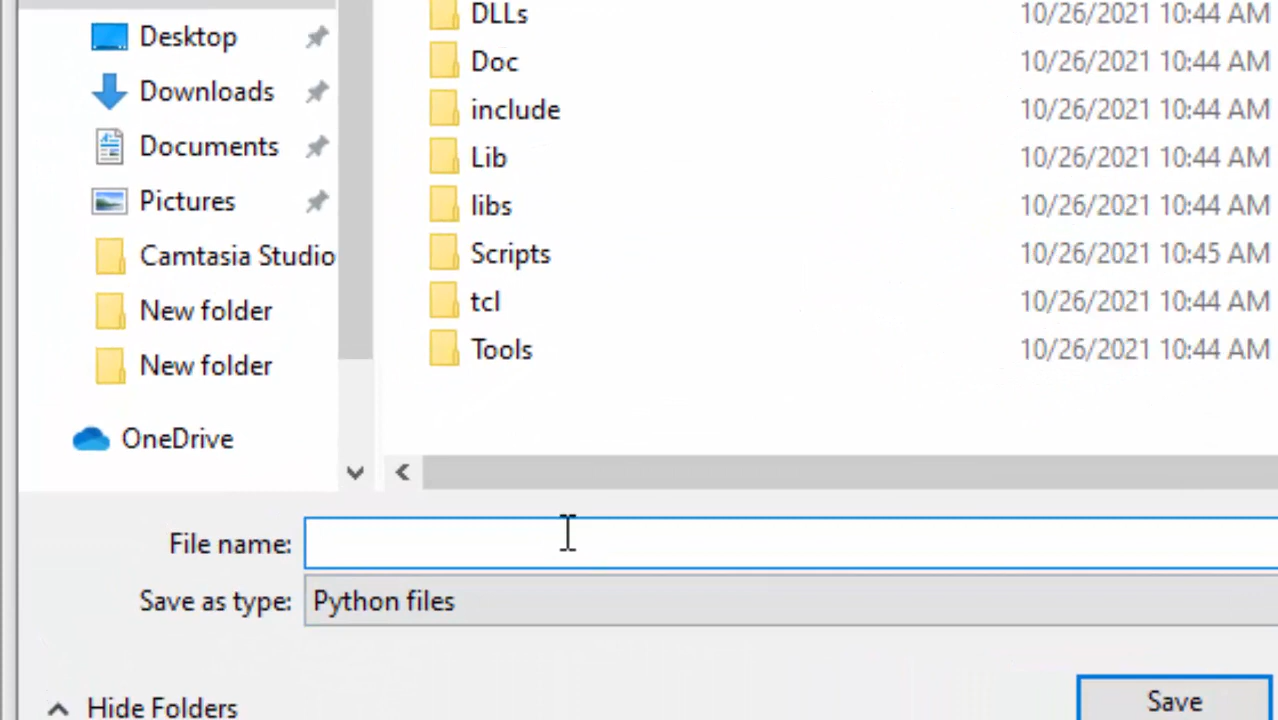 DLLs 10/26/2021 10:44 AM
Desktop
Doc 10/26/2021 10:44 AM
Downloads
include 10/26/2021 10:44 AM
Documents
Lib 10/26/2021 10:44 AM
Pictures
libs 10/26/2021 10:44 AM
Camtasia Studio
Scripts 10/26/2021 10:45 AM
New folder
tcl 10/26/2021 10:44 AM
New folder
Tools 10/26/2021 10:44 AM
OneDrive
File name:
Save as type: Python files
Hide Folders
Save